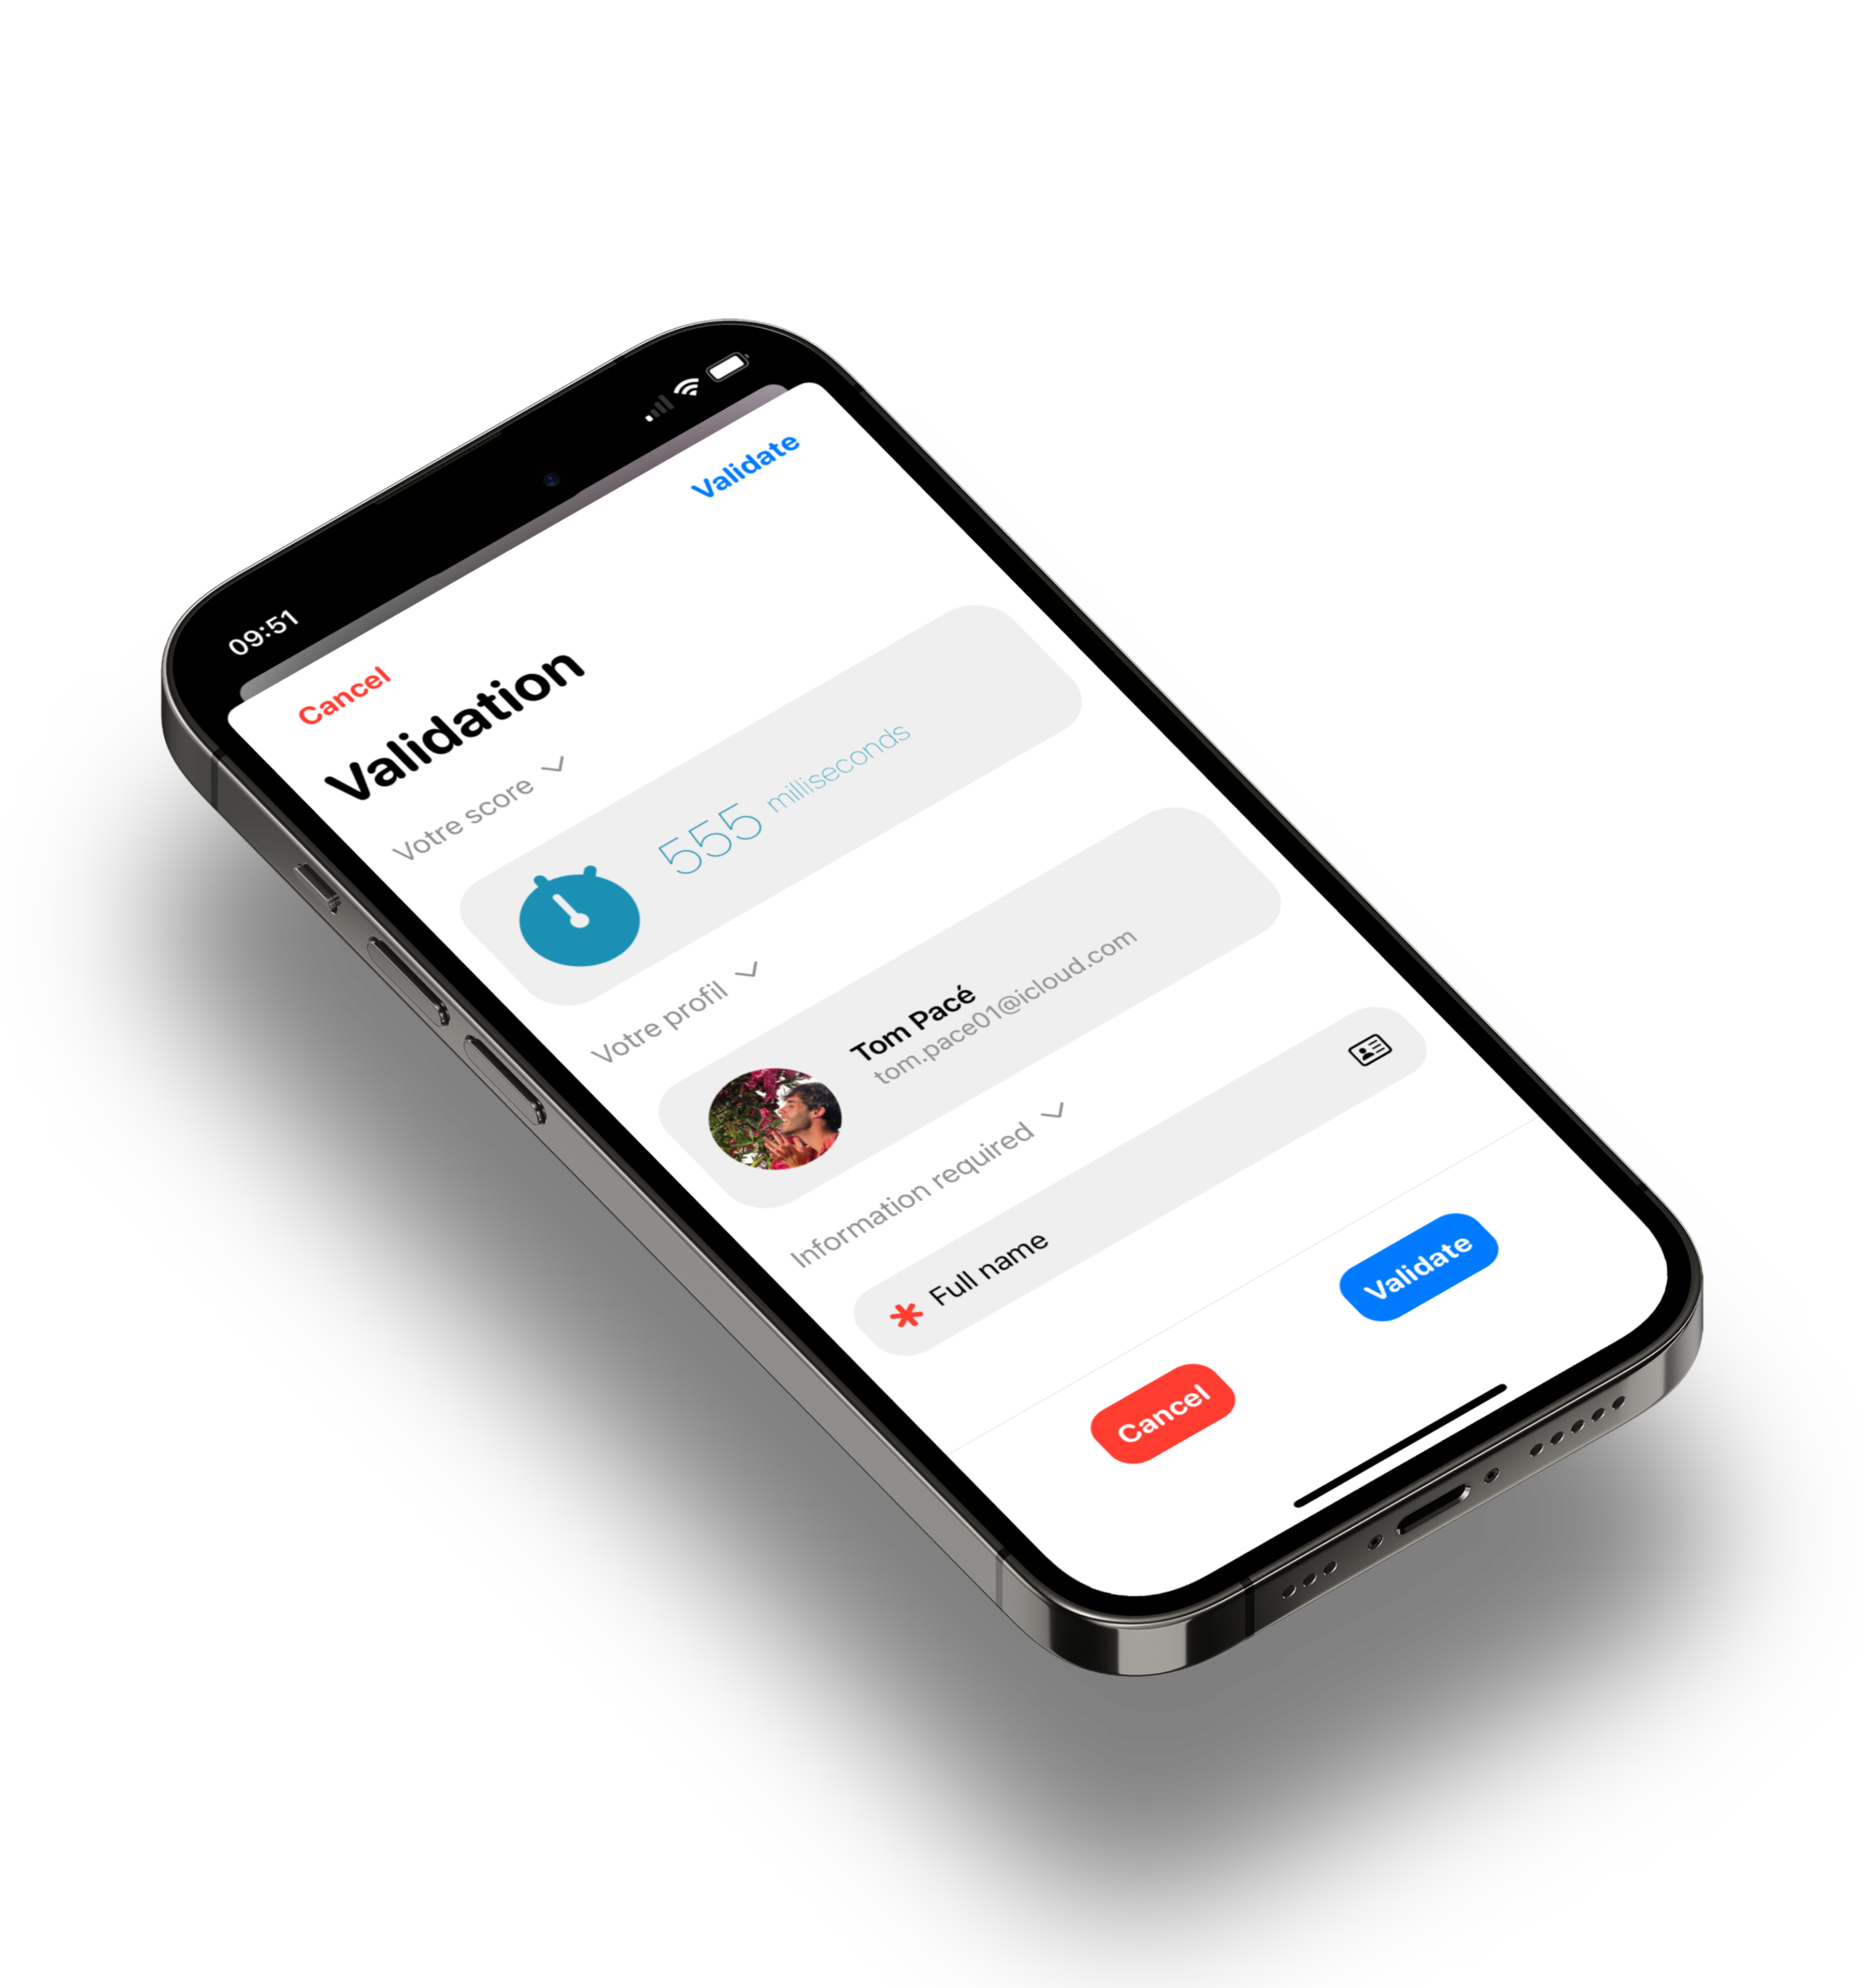 09:51
Cancel
Validate
Validation
Votre score
555 milliseconds
Votre profil
Tom Pacé
tom.pace01@icloud.com
Information required
Full name
Cancel
Validate